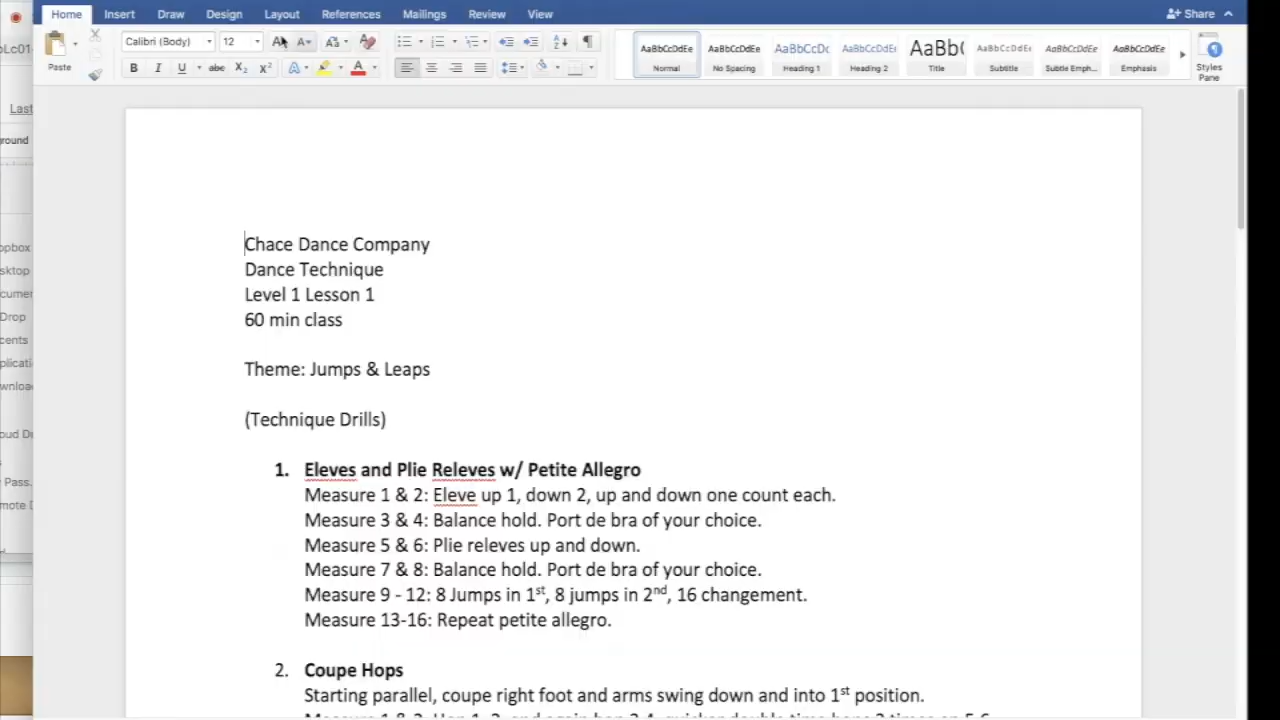 Home Insert Draw Design Layout References Mailings Review View Share
Calibri (Body) 12
Paste
AaBbCcDdEe AaBbCcDdEe AaBbCcDc AaBbCcDdEe AaBb( AaBbCcDdEe AaBbCcDdEe AaBbCcDdEe
Normal No Spacing Heading 1 Heading 2 Title Subtitle Subtle Emph... Emphasis Styles Pane
Last
Chace Dance Company
Dance Technique
Level 1 Lesson 1
60 min class
Theme: Jumps & Leaps
(Technique Drills)
1. Eleves and Plie Releves w/ Petite Allegro
Measure 1 & 2: Eleve up 1, down 2, up and down one count each.
Measure 3 & 4: Balance hold. Port de bra of your choice.
Measure 5 & 6: Plie releves up and down.
Measure 7 & 8: Balance hold. Port de bra of your choice.
Measure 9 - 12: 8 Jumps in 1st, 8 jumps in 2nd, 16 changement.
Measure 13-16: Repeat petite allegro.
2. Coupe Hops
Starting parallel, coupe right foot and arms swing down and into 1st position.